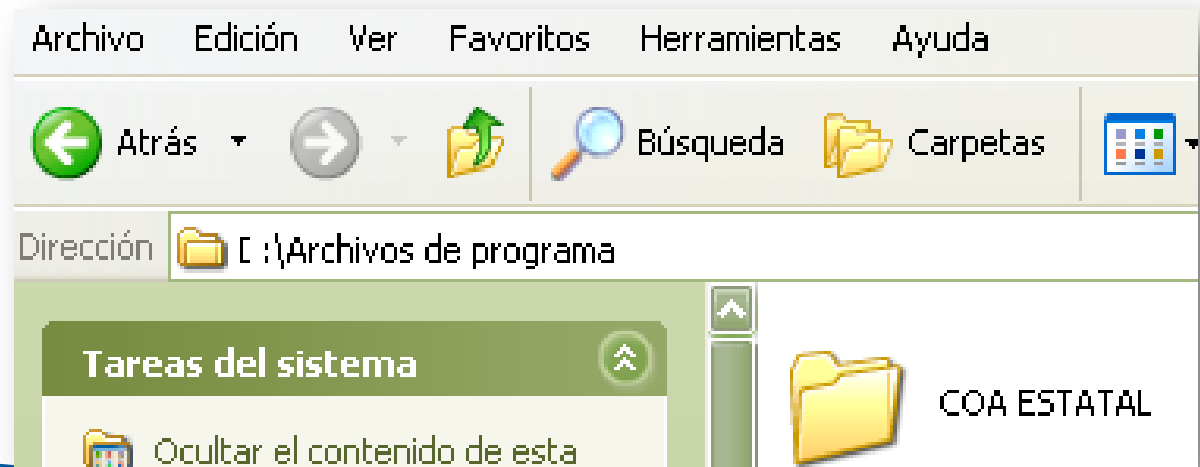 Archivo Edición Ver Favoritos Herramientas Ayuda
Atrás Búsqueda Carpetas
Dirección [ :\Archivos de programa
Tareas del sistema
COA ESTATAL
Ocultar el contenido de esta